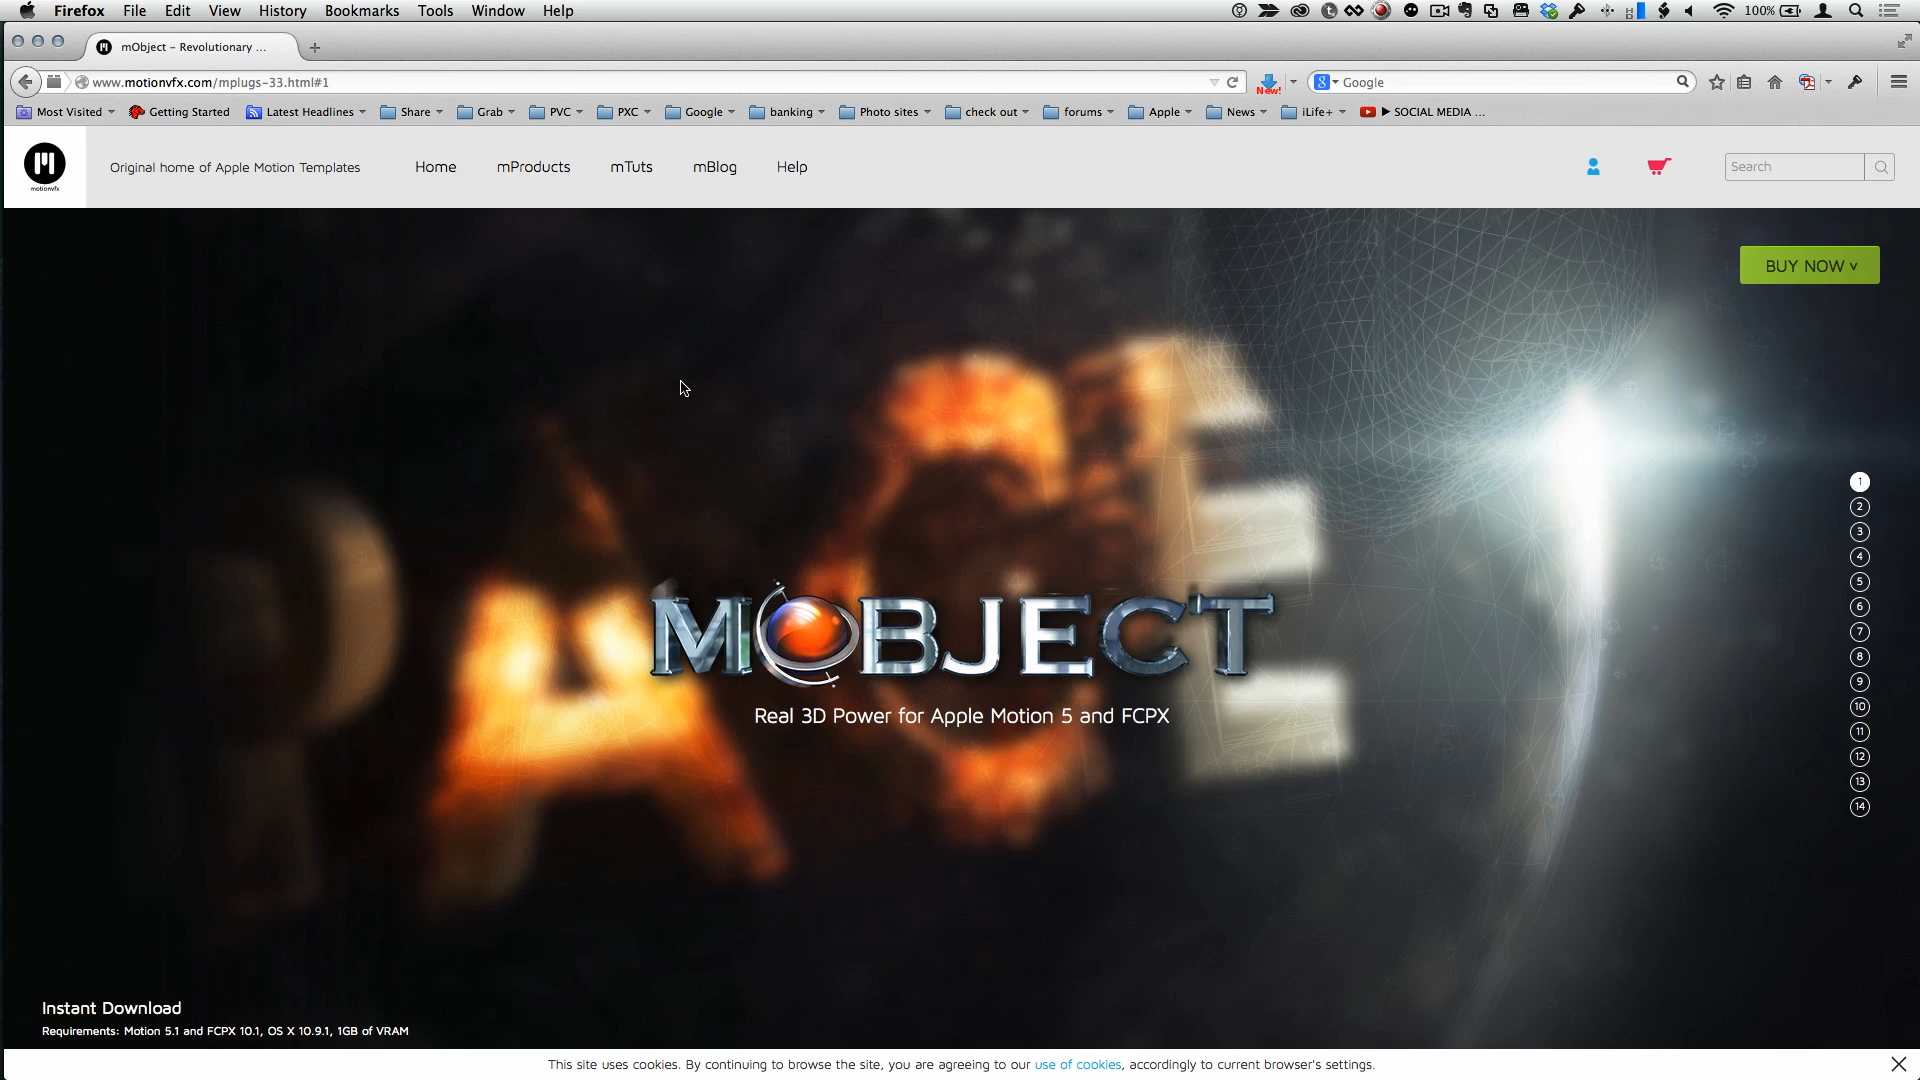 Firefox File Edit View History Bookmarks Tools Window Help
100%
mObject – Revolutionary ...
www.motionvfx.com/mplugs-33.html#1
New!
Google
Most Visited Getting Started Latest Headlines Share Grab PVC PXC Google banking Photo sites check out forums Apple News iLife+ ▶ SOCIAL MEDIA ...
motionvfx
Original home of Apple Motion Templates
Home mProducts mTuts mBlog Help
Search
BUY NOW v
PACE
MOBJECT
Real 3D Power for Apple Motion 5 and FCPX
1
2
3
4
5
6
7
8
9
10
11
12
13
14
Instant Download
Requirements: Motion 5.1 and FCPX 10.1, OS X 10.9.1, 1GB of VRAM
This site uses cookies. By continuing to browse the site, you are agreeing to our use of cookies, accordingly to current browser's settings.